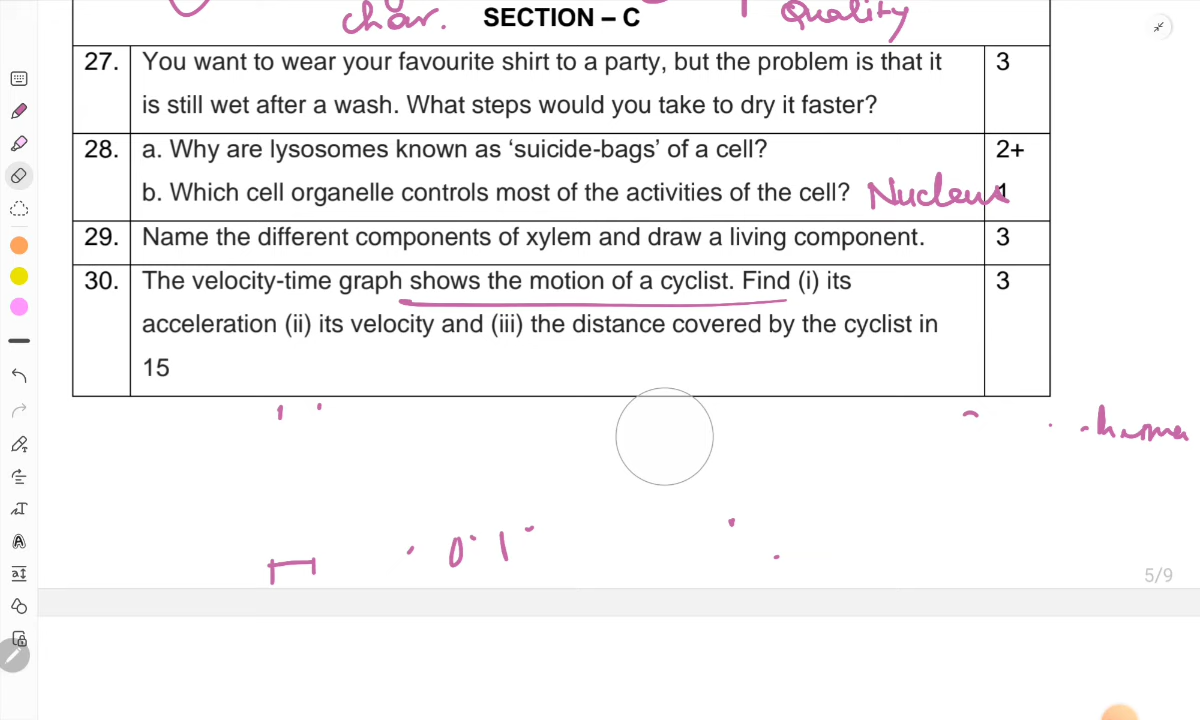 char.
SECTION – C
Quality
27. You want to wear your favourite shirt to a party, but the problem is that it 3
is still wet after a wash. What steps would you take to dry it faster?
28. a. Why are lysosomes known as ‘suicide-bags’ of a cell? 2+
b. Which cell organelle controls most of the activities of the cell? Nucleus 1
29. Name the different components of xylem and draw a living component. 3
30. The velocity-time graph shows the motion of a cyclist. Find (i) its 3
acceleration (ii) its velocity and (iii) the distance covered by the cyclist in
15
5/9